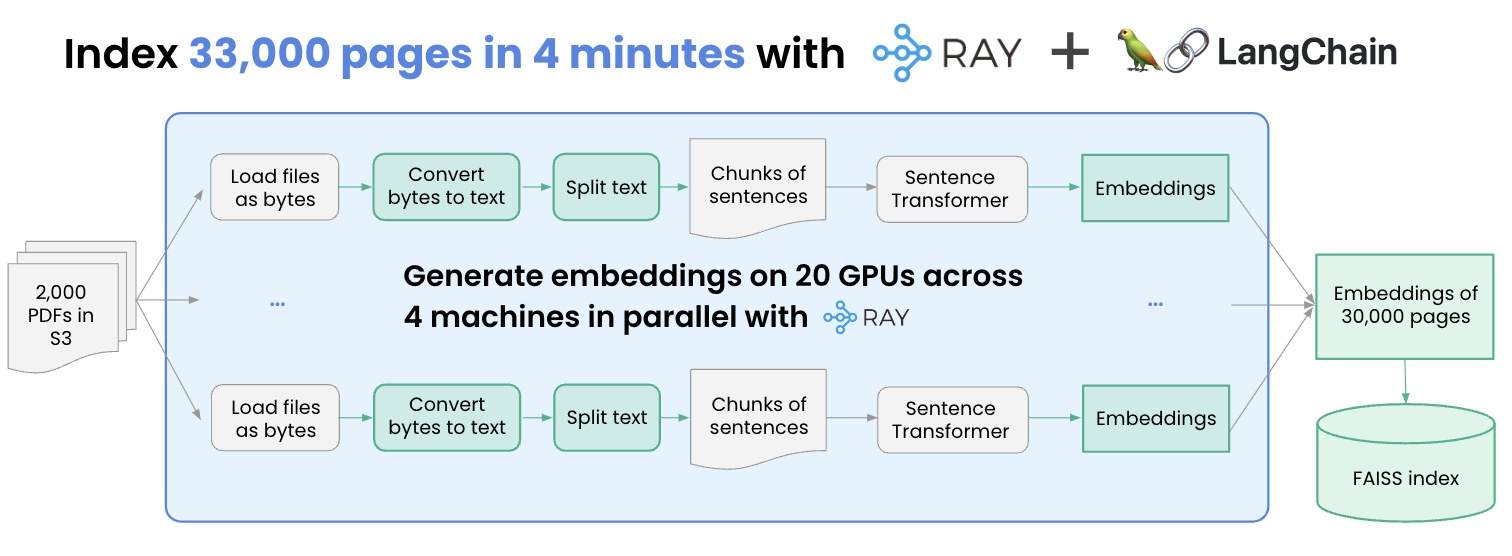 Index 33,000 pages in 4 minutes with RAY + LangChain
Load files
as bytes
Convert
bytes to text
Split text
Chunks of
sentences
Sentence
Transformer
Embeddings
2,000
PDFs in
S3
...
Generate embeddings on 20 GPUs across
4 machines in parallel with RAY
...
Embeddings of
30,000 pages
Load files
as bytes
Convert
bytes to text
Split text
Chunks of
sentences
Sentence
Transformer
Embeddings
FAISS index